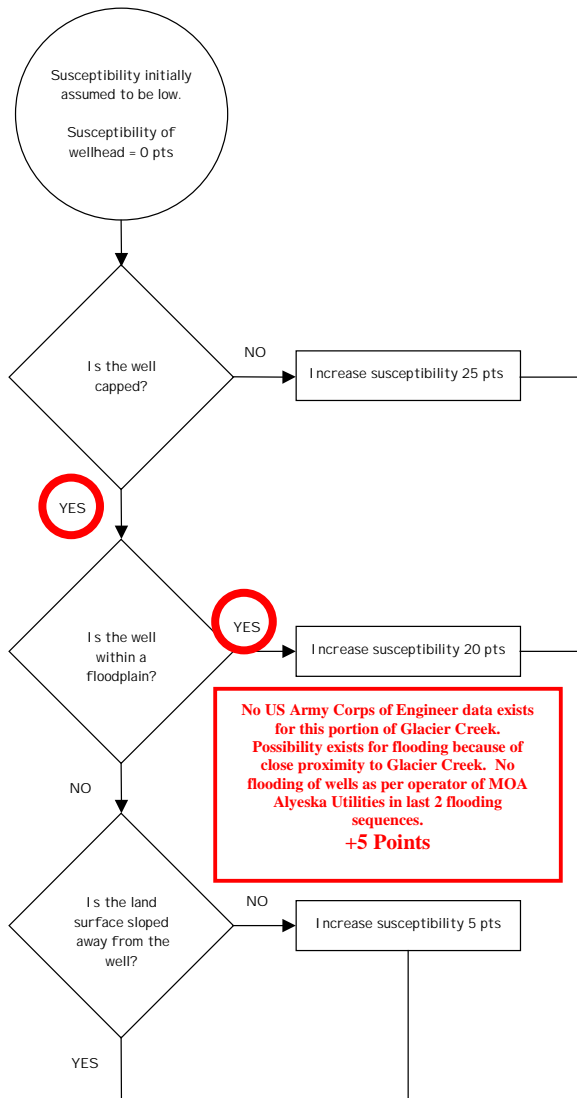 Susceptibility initially
assumed to be low.
Susceptibility of
wellhead = 0 pts
Is the well
capped?
NO
Increase susceptibility 25 pts
YES
Is the well
within a
floodplain?
YES
Increase susceptibility 20 pts
No US Army Corps of Engineer data exists
for this portion of Glacier Creek.
Possibility exists for flooding because of
close proximity to Glacier Creek.  No
flooding of wells as per operator of MOA
Alyeska Utilities in last 2 flooding
sequences.
+5 Points
NO
Is the land
surface sloped
away from the
well?
NO
Increase susceptibility 5 pts
YES